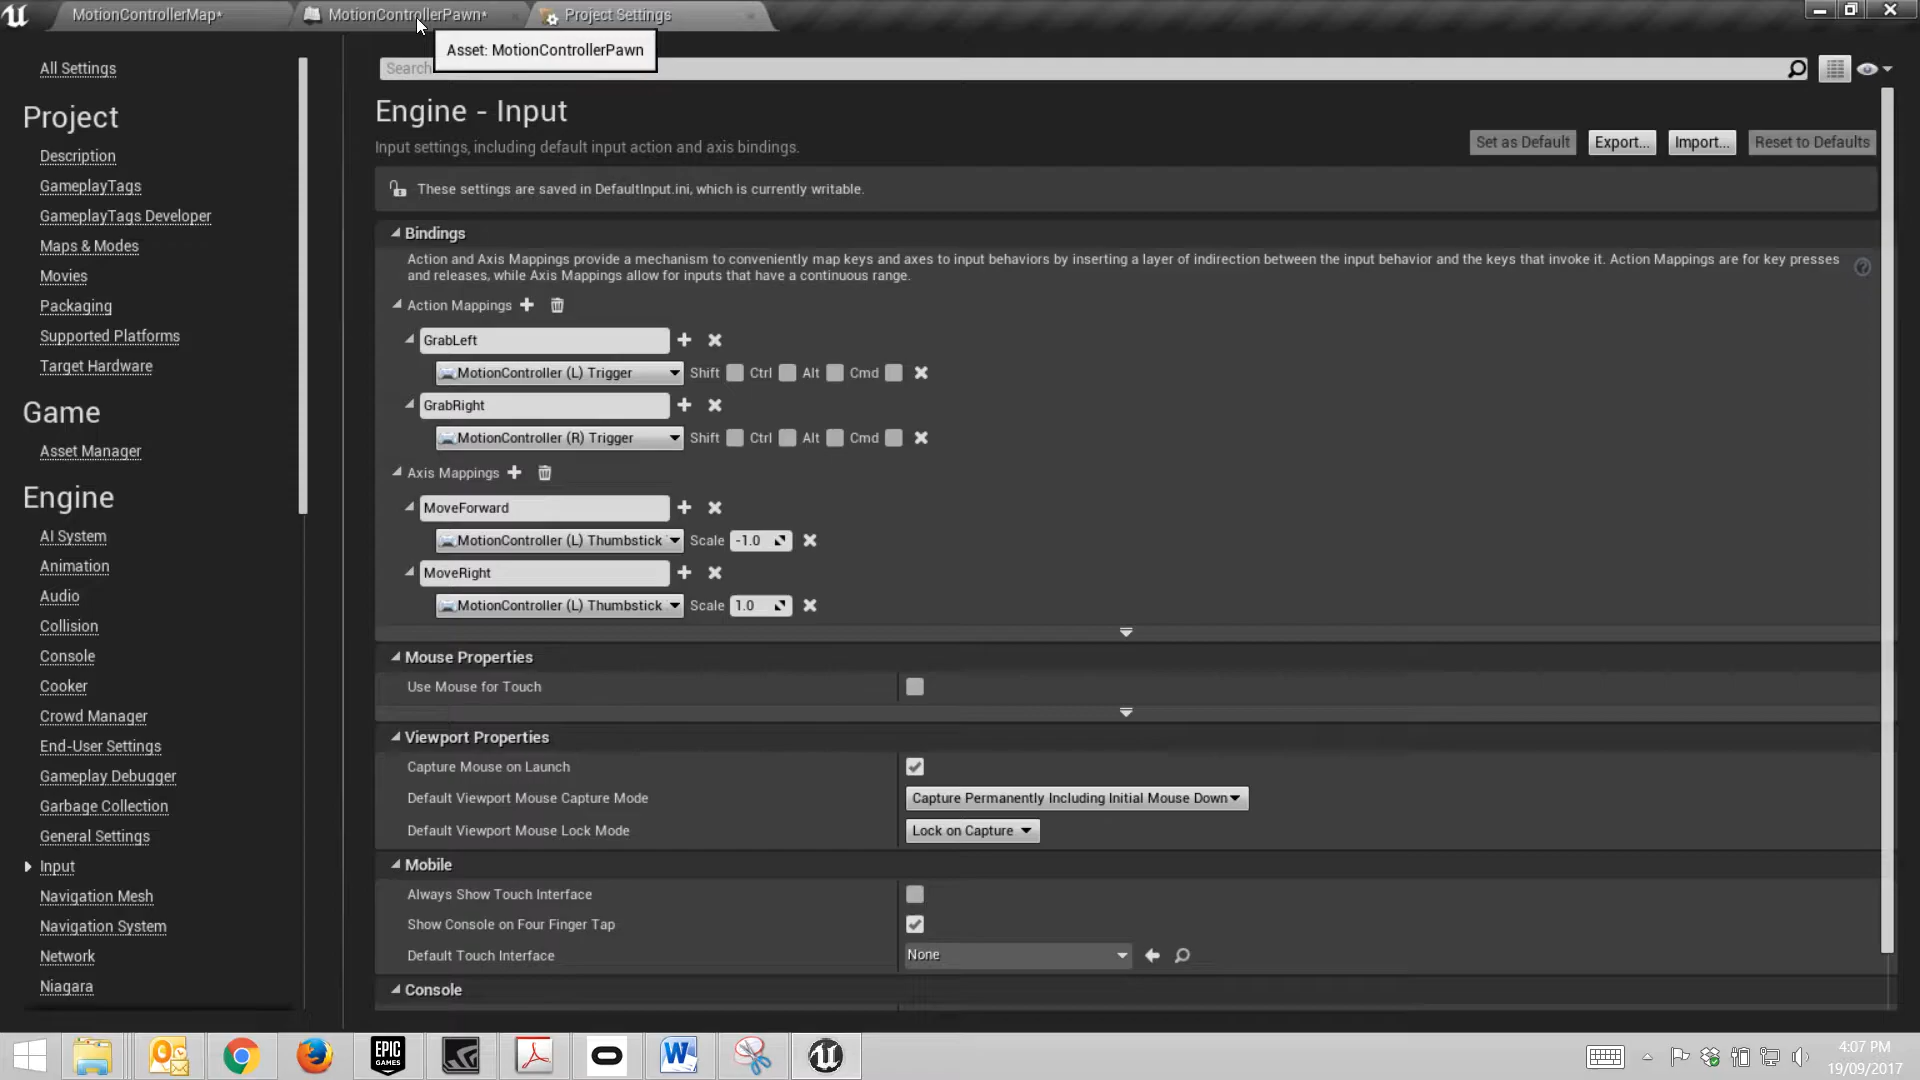 MotionControllerMap*
MotionControllerPawn*
Project Settings
Asset: MotionControllerPawn
All Settings
Search
Project
Engine - Input
Input settings, including default input action and axis bindings.
Set as Default
Export...
Import...
Reset to Defaults
Description
GameplayTags
GameplayTags Developer
Maps & Modes
Movies
Packaging
Supported Platforms
Target Hardware
Game
Asset Manager
Engine
AI System
Animation
Audio
Collision
Console
Cooker
Crowd Manager
End-User Settings
Gameplay Debugger
Garbage Collection
General Settings
Input
Navigation Mesh
Navigation System
Network
Niagara
These settings are saved in DefaultInput.ini, which is currently writable.
Bindings
Action and Axis Mappings provide a mechanism to conveniently map keys and axes to input behaviors by inserting a layer of indirection between the input behavior and the keys that invoke it. Action Mappings are for key presses
and releases, while Axis Mappings allow for inputs that have a continuous range.
Action Mappings
GrabLeft
MotionController (L) Trigger Shift Ctrl Alt Cmd
GrabRight
MotionController (R) Trigger Shift Ctrl Alt Cmd
Axis Mappings
MoveForward
MotionController (L) Thumbstick Scale -1.0
MoveRight
MotionController (L) Thumbstick Scale 1.0
Mouse Properties
Use Mouse for Touch
Viewport Properties
Capture Mouse on Launch
Default Viewport Mouse Capture Mode Capture Permanently Including Initial Mouse Down
Default Viewport Mouse Lock Mode Lock on Capture
Mobile
Always Show Touch Interface
Show Console on Four Finger Tap
Default Touch Interface None
Console
EPIC
GAMES
4:07 PM
19/09/2017